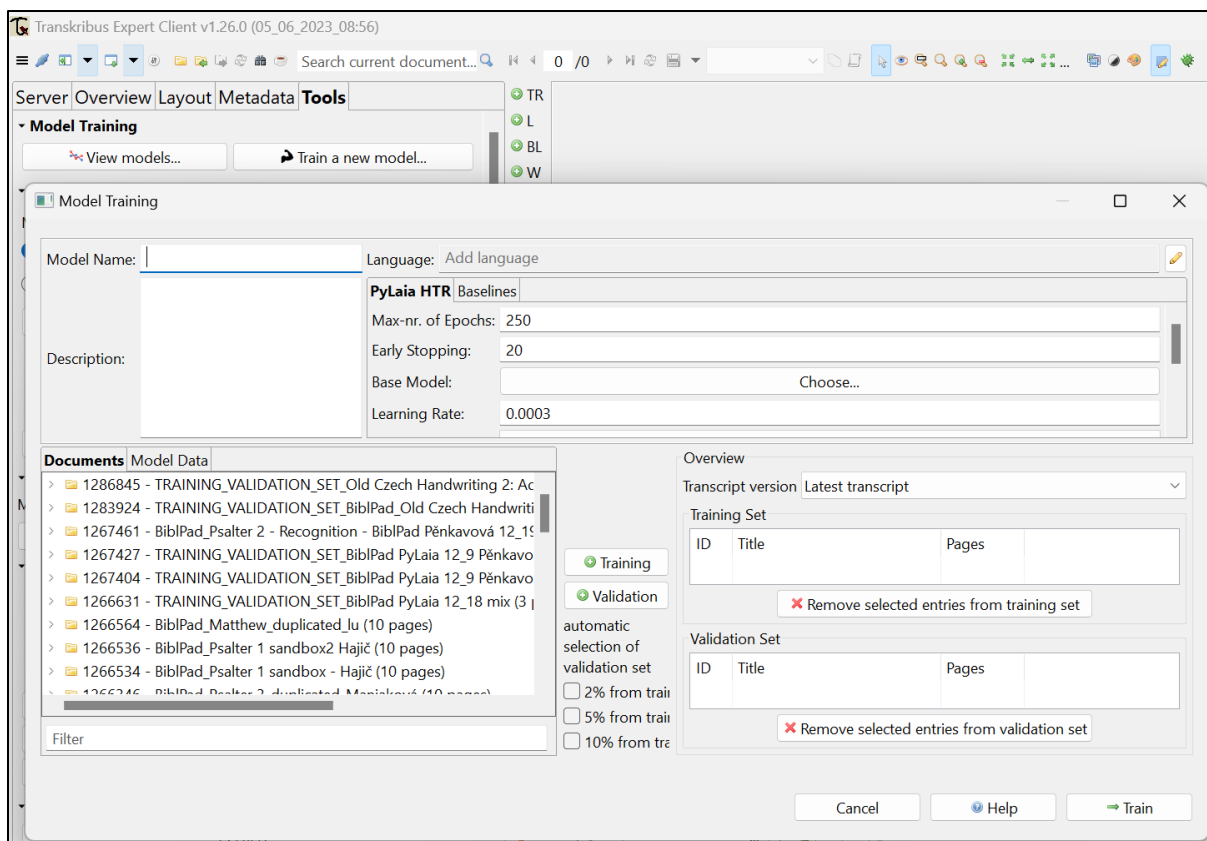 Transkribus Expert Client v1.26.0 (05_06_2023_08:56)
Search current document... 0 /0
Server Overview Layout Metadata Tools
TR
Model Training
L
View models... Train a new model...
BL
W
Model Training
Model Name: Language: Add language
PyLaia HTR Baselines
Max-nr. of Epochs: 250
Early Stopping: 20
Description:
Base Model: Choose...
Learning Rate: 0.0003
Documents Model Data
1286845 - TRAINING_VALIDATION_SET_Old Czech Handwriting 2: Ac
1283924 - TRAINING_VALIDATION_SET_BiblPad_Old Czech Handwriti
1267461 - BiblPad_Psalter 2 - Recognition - BiblPad Pěnkavová 12_19
1267427 - TRAINING_VALIDATION_SET_BiblPad PyLaia 12_9 Pěnkavo
1267404 - TRAINING_VALIDATION_SET_BiblPad PyLaia 12_9 Pěnkavo
1266631 - TRAINING_VALIDATION_SET_BiblPad PyLaia 12_18 mix (3 p
1266564 - BiblPad_Matthew_duplicated_lu (10 pages)
1266536 - BiblPad_Psalter 1 sandbox2 Hajič (10 pages)
1266534 - BiblPad_Psalter 1 sandbox - Hajič (10 pages)
Filter
Training
Validation
automatic
selection of
validation set
2% from trai
5% from trai
10% from tra
Overview
Transcript version Latest transcript
Training Set
ID Title Pages
Remove selected entries from training set
Validation Set
ID Title Pages
Remove selected entries from validation set
Cancel Help Train